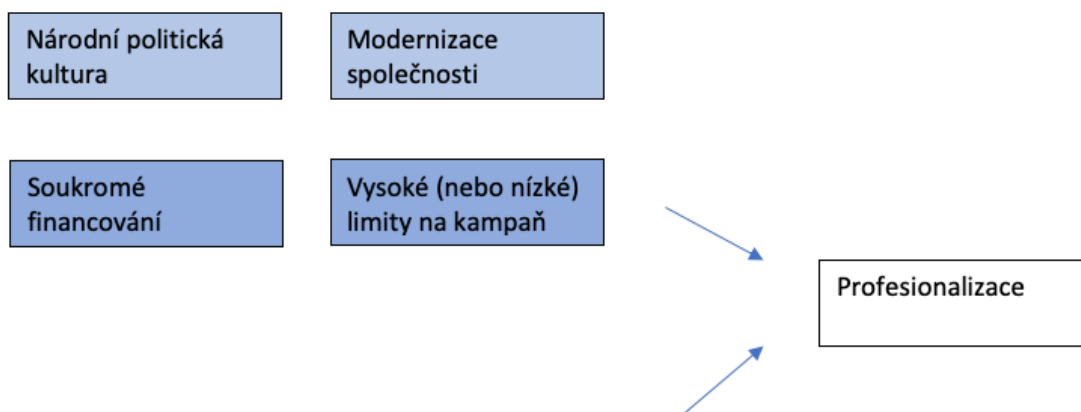 Národní politická
kultura
Modernizace
společnosti
Soukromé
financování
Vysoké (nebo nízké)
limity na kampaň
Profesionalizace